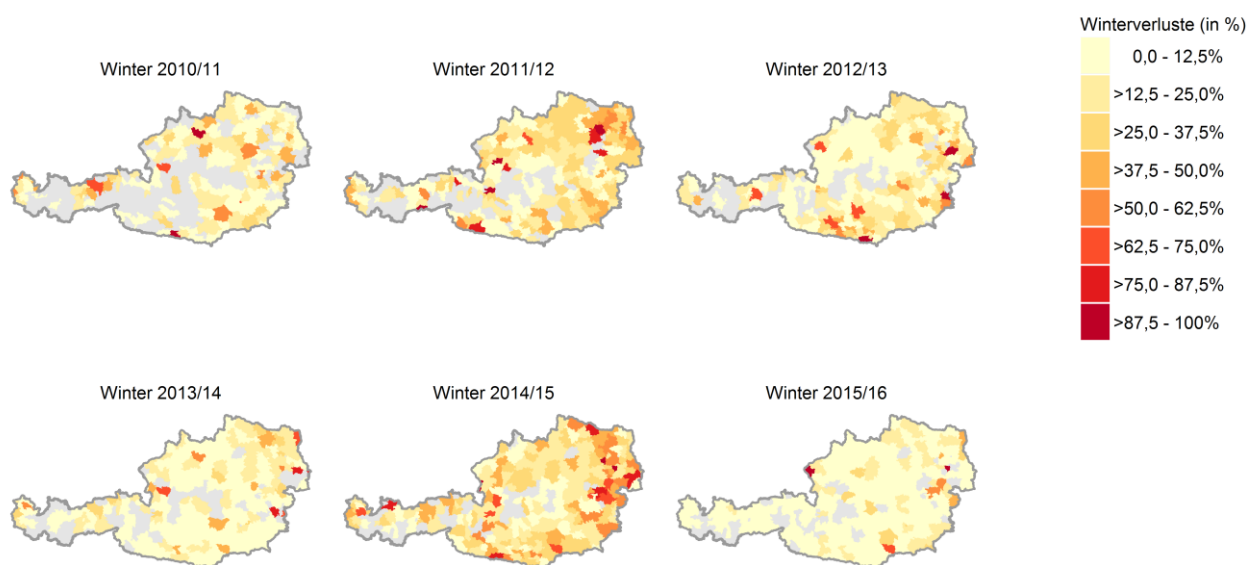 Winterverluste (in %)
0,0 - 12,5%
>12,5 - 25,0%
>25,0 - 37,5%
>37,5 - 50,0%
>50,0 - 62,5%
>62,5 - 75,0%
>75,0 - 87,5%
>87,5 - 100%
Winter 2010/11
Winter 2011/12
Winter 2012/13
Winter 2013/14
Winter 2014/15
Winter 2015/16